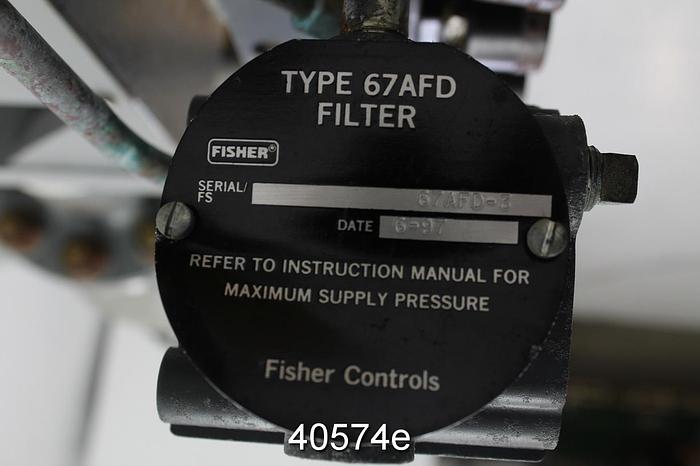 TYPE 67AFD
FILTER
FISHER®
SERIAL/
FS 67AFD-3
DATE 6-97
REFER TO INSTRUCTION MANUAL FOR
MAXIMUM SUPPLY PRESSURE
Fisher Controls
40574e